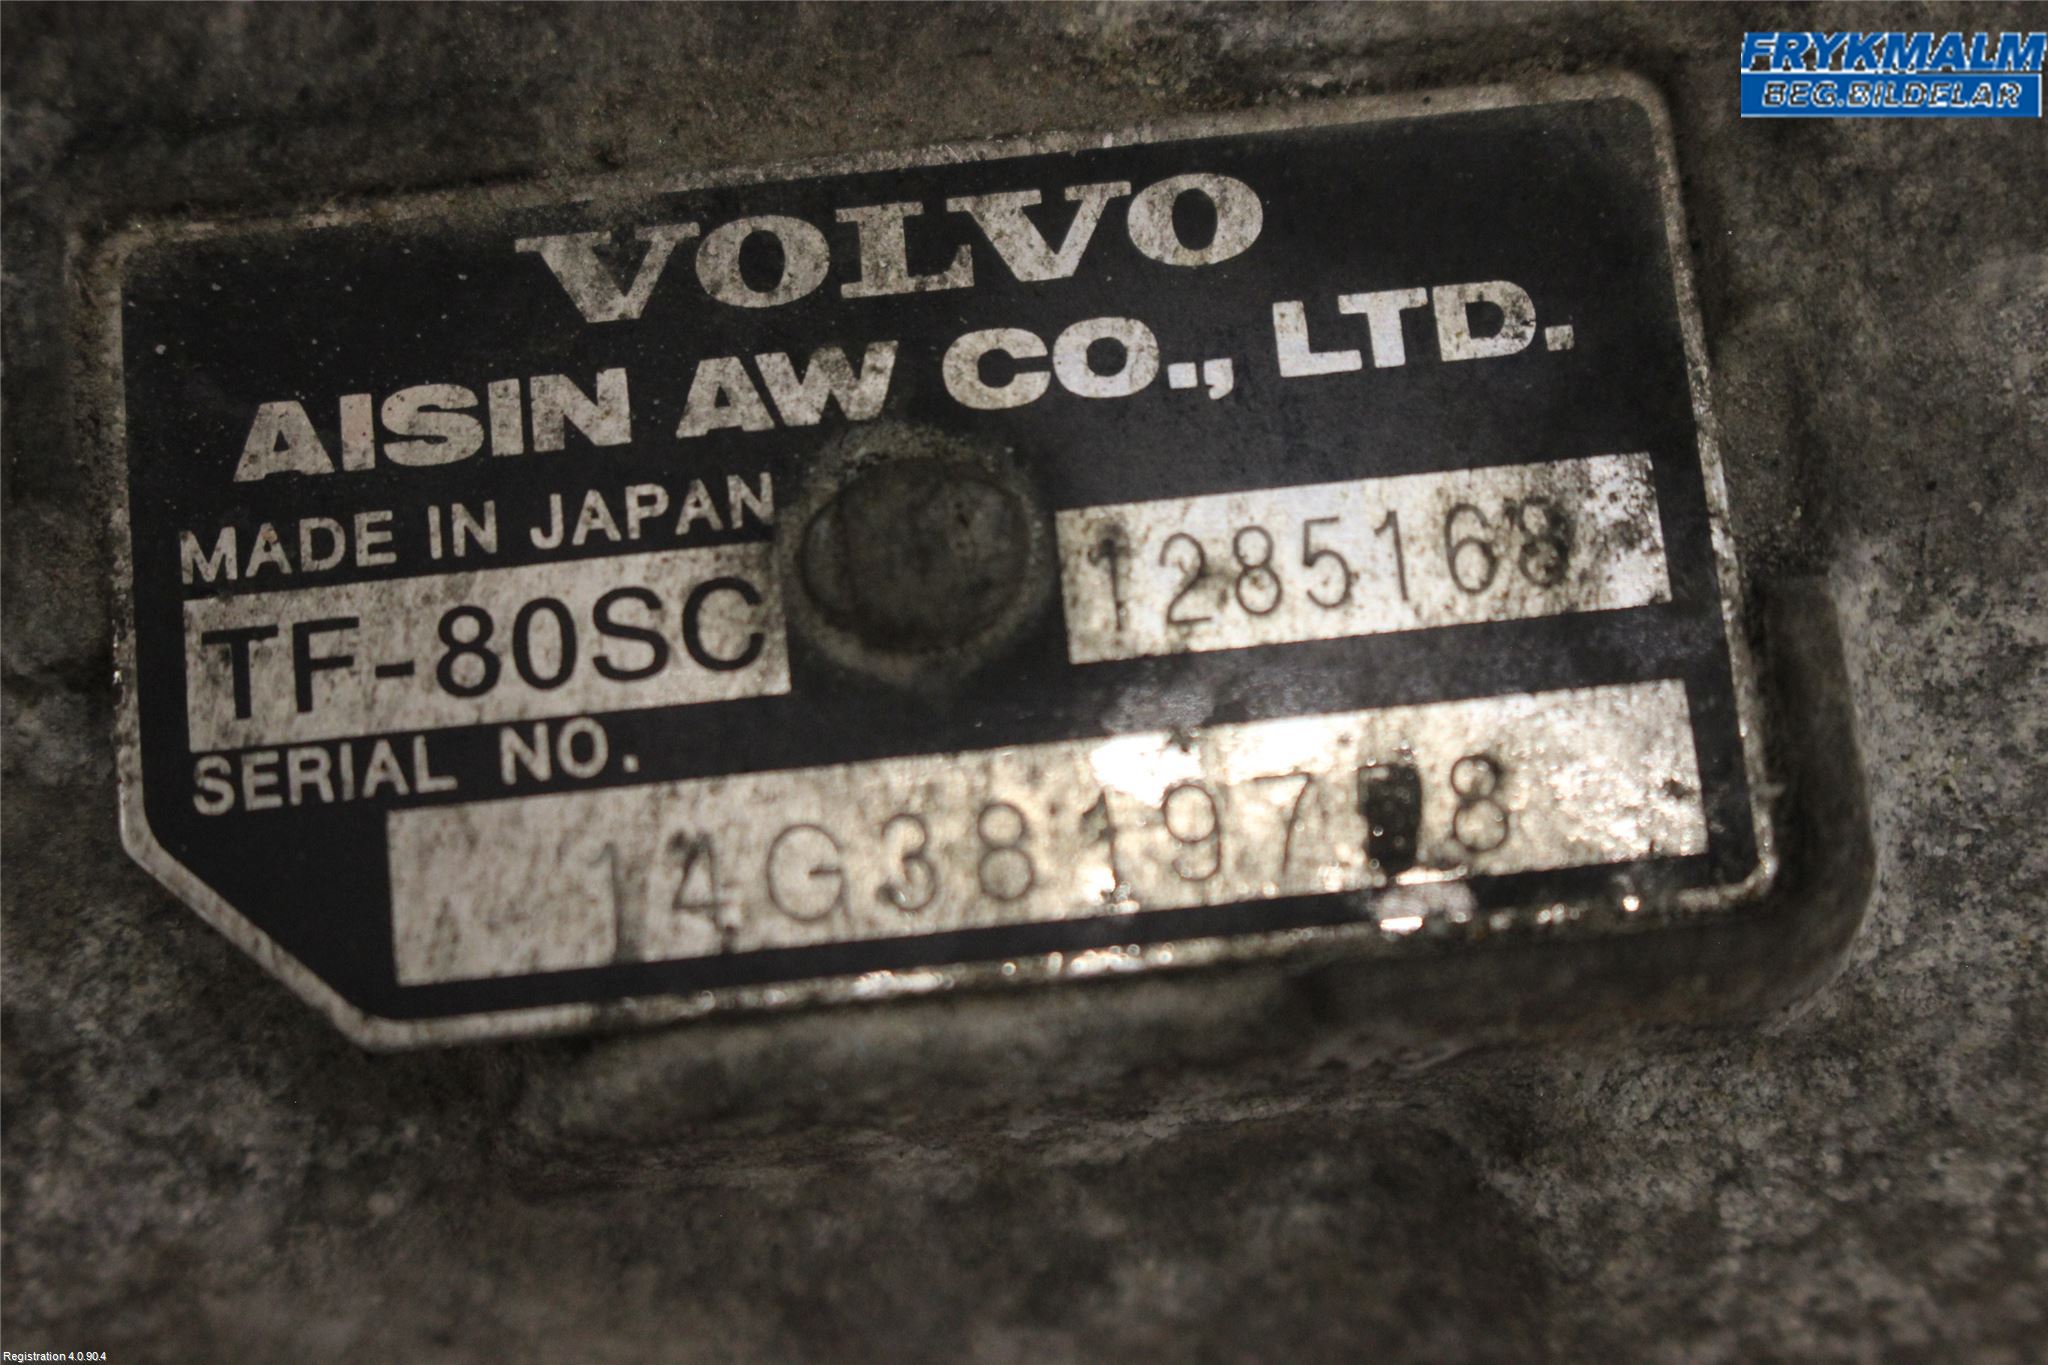 FRYKMALM
BEG.BILDELAR
VOLVO
AISIN AW CO., LTD.
MADE IN JAPAN
TF-80SC
1285168
SERIAL NO.
Registration 4.0.90.4